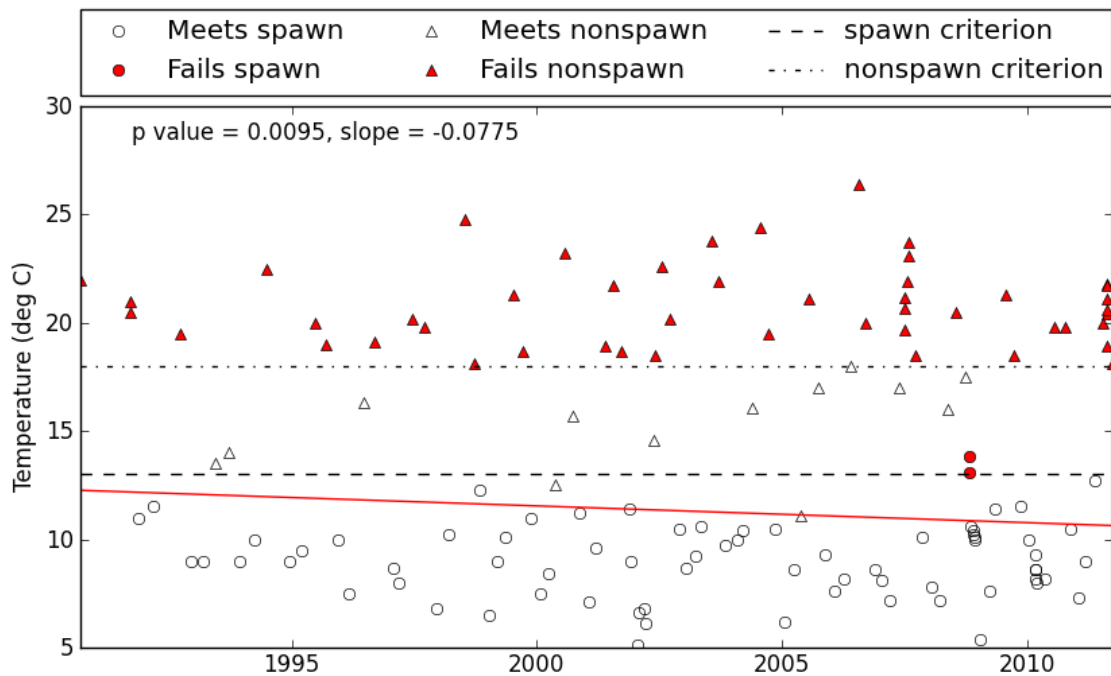 Meets spawn
Meets nonspawn
spawn criterion
Fails spawn
Fails nonspawn
nonspawn criterion
p value = 0.0095, slope = -0.0775
Temperature (deg C)
30
25
20
15
10
5
1995
2000
2005
2010